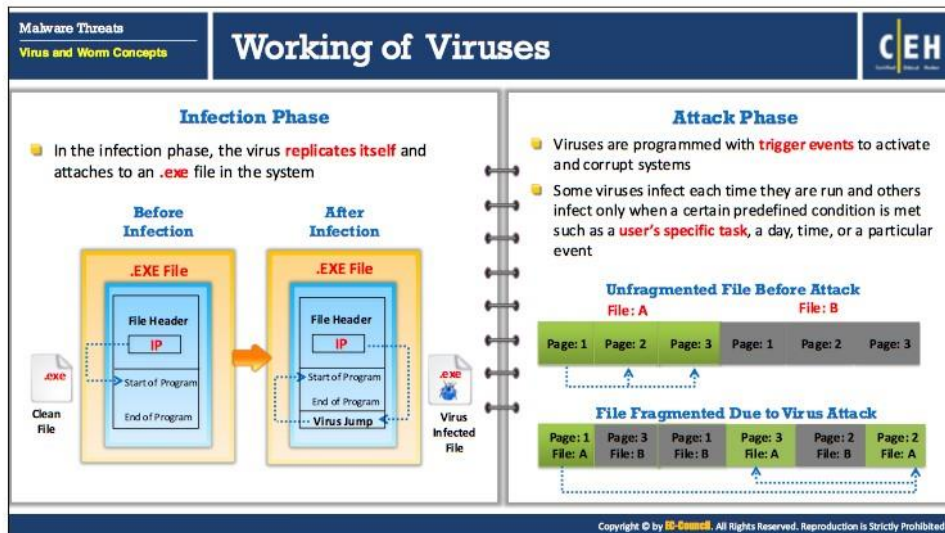 Malware Threats
Virus and Worm Concepts
Working of Viruses
CEH
Infection Phase
In the infection phase, the virus replicates itself and
attaches to an .exe file in the system
Before
Infection
After
Infection
.EXE File
File Header
IP
Start of Program
End of Program
.exe
Clean
File
.EXE File
File Header
IP
Start of Program
End of Program
Virus Jump
.exe
Virus
Infected
File
Attack Phase
Viruses are programmed with trigger events to activate
and corrupt systems
Some viruses infect each time they are run and others
infect only when a certain predefined condition is met
such as a user's specific task, a day, time, or a particular
event
Unfragmented File Before Attack
File: A File: B
Page: 1 Page: 2 Page: 3 Page: 1 Page: 2 Page: 3
File Fragmented Due to Virus Attack
Page: 1 Page: 3 Page: 1 Page: 3 Page: 2 Page: 2
File: A File: B File: B File: A File: B File: A
Copyright © by EC-Council. All Rights Reserved. Reproduction is Strictly Prohibited.